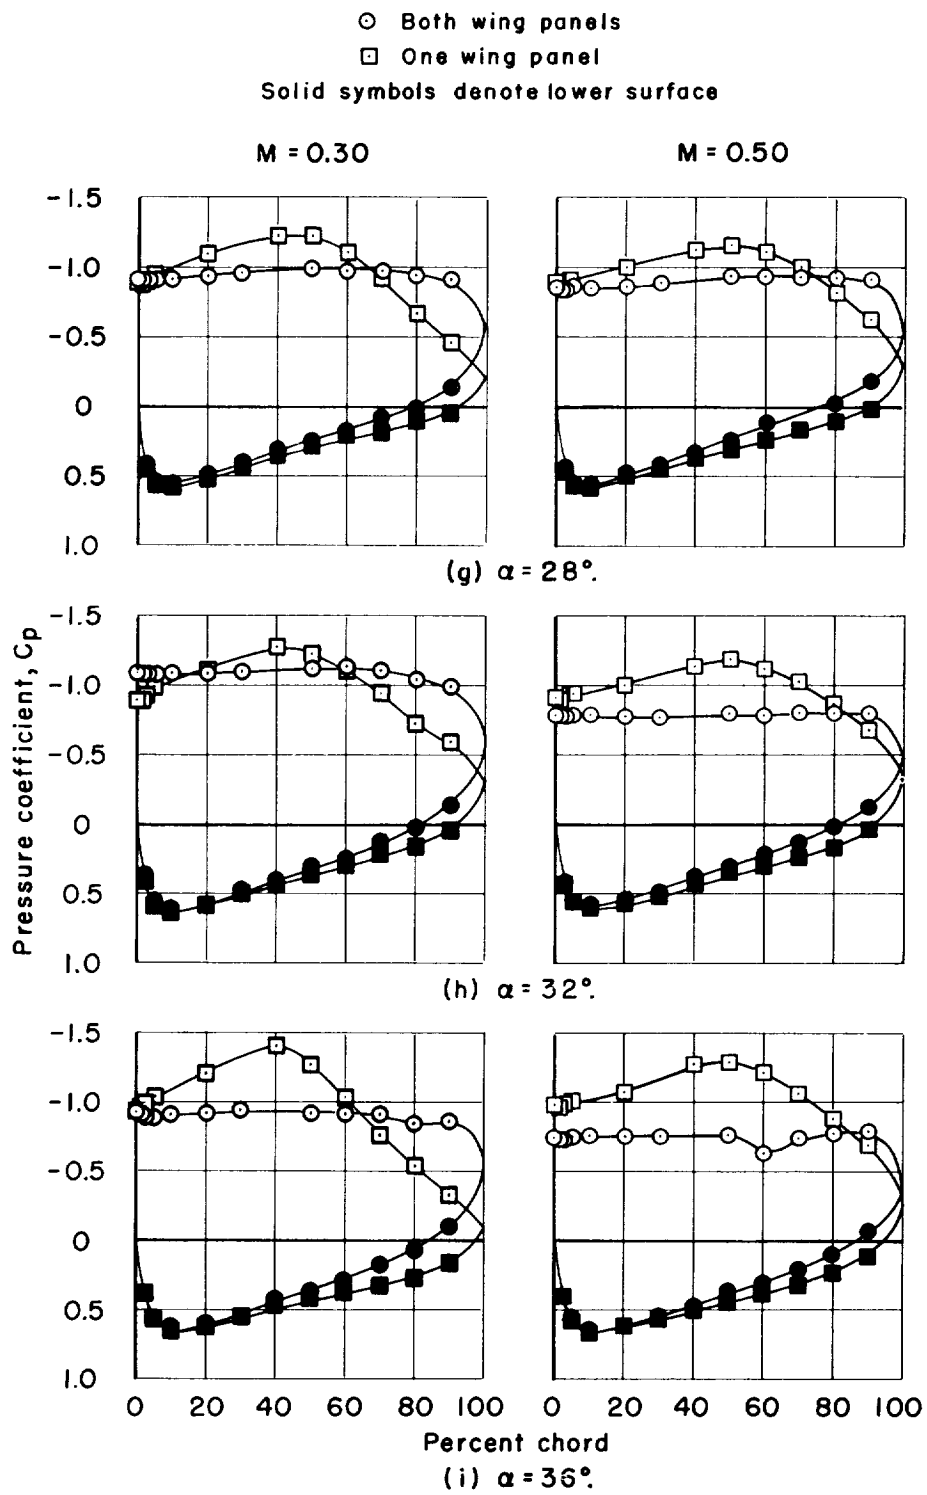 Both wing panels
One wing panel
Solid symbols denote lower surface
M = 0.30 M = 0.50
-1.5
-1.0
-0.5
0
0.5
1.0
(g) α = 28°.
Pressure coefficient, Cp
-1.5
-1.0
-0.5
0
0.5
1.0
(h) α = 32°.
-1.5
-1.0
-0.5
0
0.5
1.0
0 20 40 60 80 100 0 20 40 60 80 100
Percent chord
(i) α = 36°.